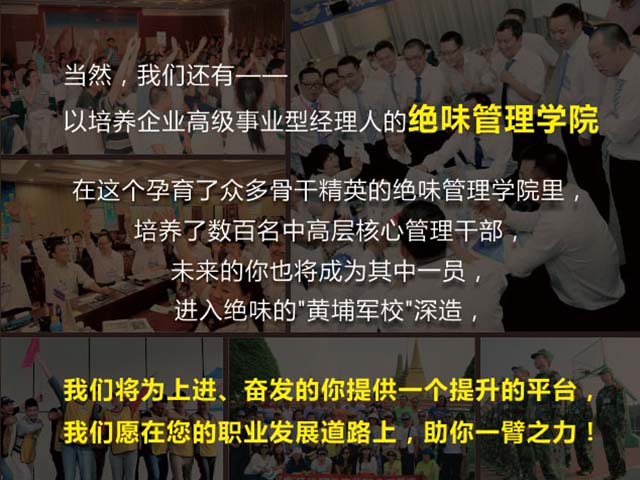 当然，我们还有——
以培养企业高级事业型经理人的绝味管理学院
在这个孕育了众多骨干精英的绝味管理学院里，
培养了数百名中高层核心管理干部，
未来的你也将成为其中一员，
进入绝味的"黄埔军校"深造，
我们将为上进、奋发的你提供一个提升的平台，
我们愿在您的职业发展道路上，助你一臂之力！